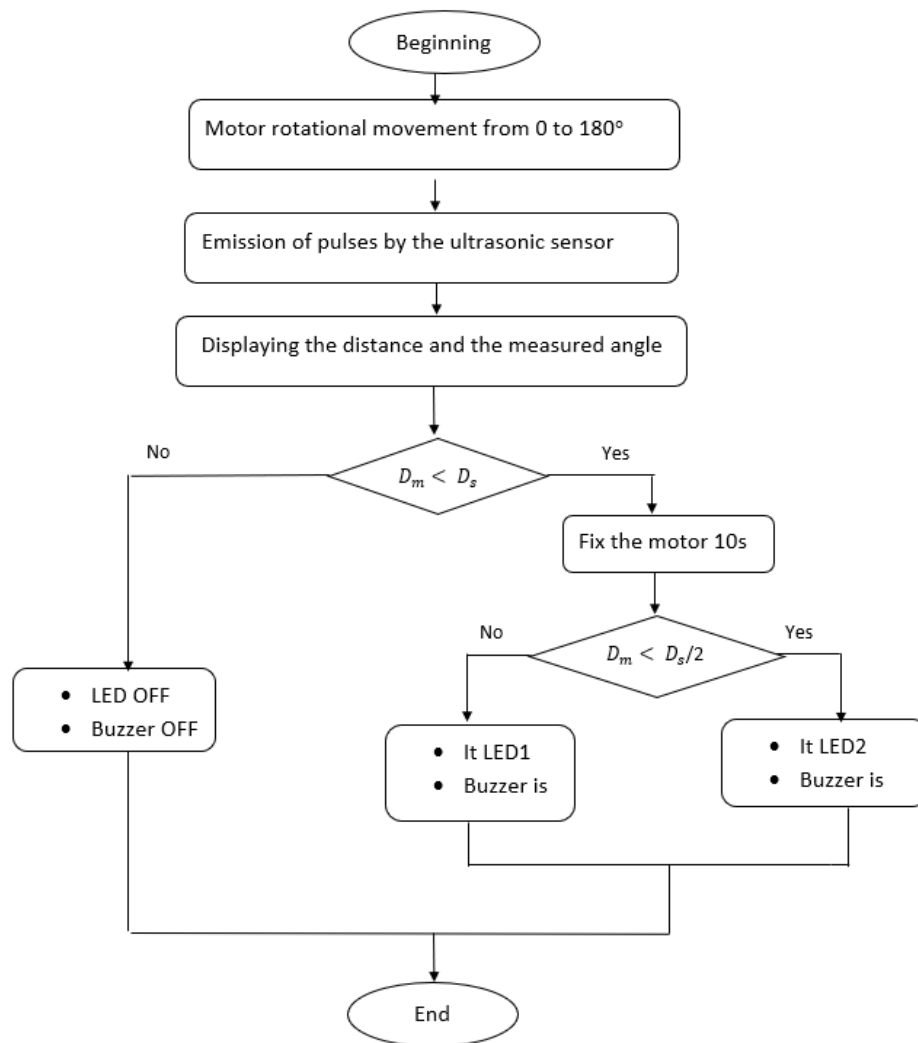 Beginning
Motor rotational movement from 0 to 180°
Emission of pulses by the ultrasonic sensor
Displaying the distance and the measured angle
No
Yes
D_m < D_s
Fix the motor 10s
No
Yes
D_m < D_s/2
• LED OFF
• Buzzer OFF
• It LED1
• Buzzer is
• It LED2
• Buzzer is
End